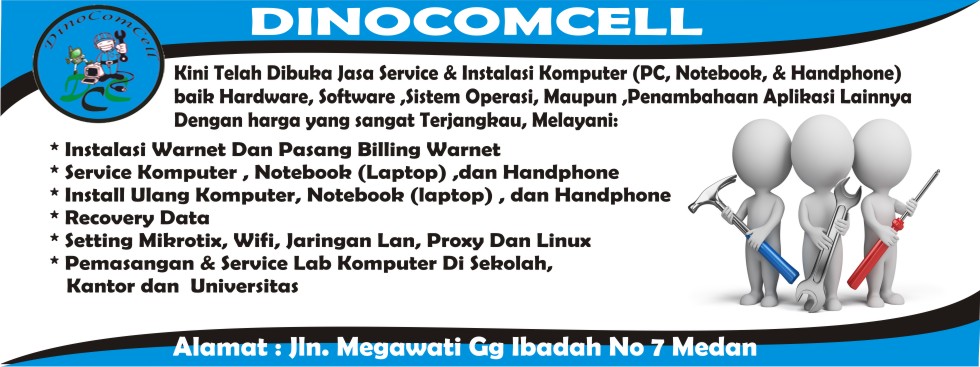 DINOCOMCELL
DinoComCell
DCC
Kini Telah Dibuka Jasa Service & Instalasi Komputer (PC, Notebook, & Handphone)
baik Hardware, Software ,Sistem Operasi, Maupun ,Penambahaan Aplikasi Lainnya
Dengan harga yang sangat Terjangkau, Melayani:
* Instalasi Warnet Dan Pasang Billing Warnet
* Service Komputer , Notebook (Laptop) ,dan Handphone
* Install Ulang Komputer, Notebook (laptop) , dan Handphone
* Recovery Data
* Setting Mikrotix, Wifi, Jaringan Lan, Proxy Dan Linux
* Pemasangan & Service Lab Komputer Di Sekolah,
Kantor dan Universitas
Alamat : Jln. Megawati Gg Ibadah No 7 Medan